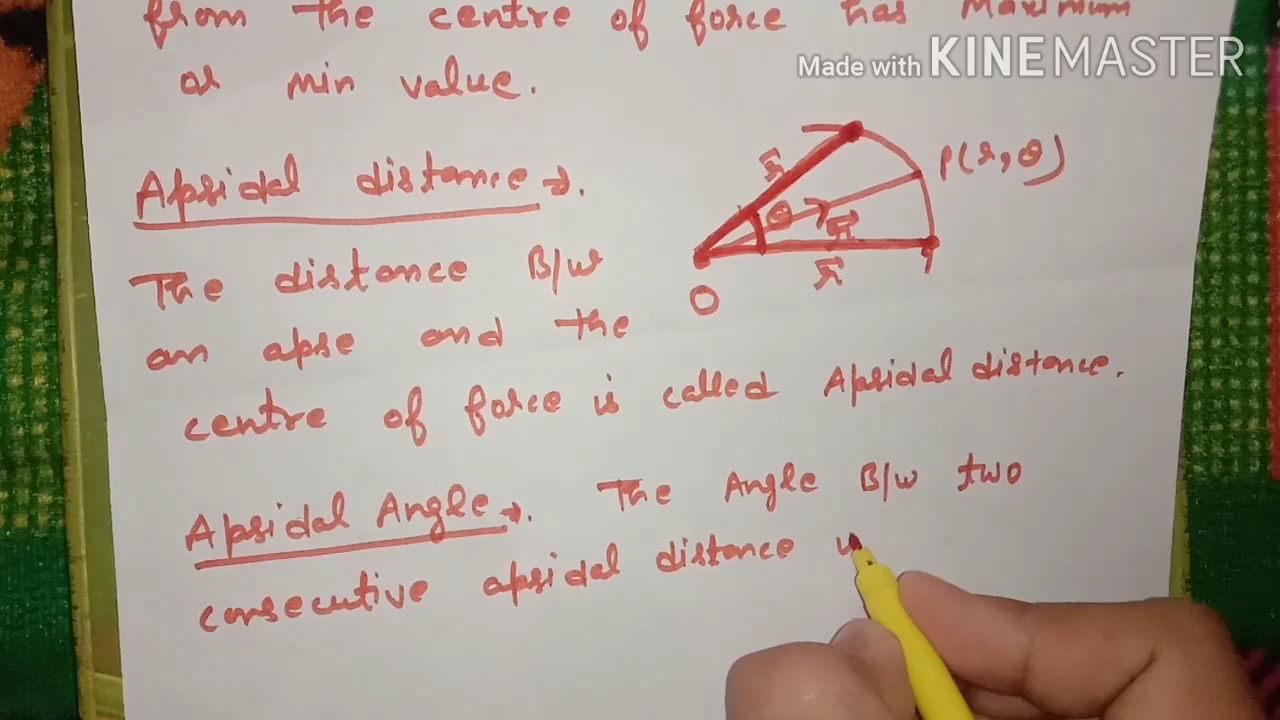 from the centre of force has Maximum
Made with KINEMASTER
or min value.
Apsidal distance →.
P(r, θ)
r
θ
r
r
O
The distance B/w
an apse and the
centre of force is called Apsidal distance.
Apsidal Angle →. The Angle B/w two
consecutive apsidal distance